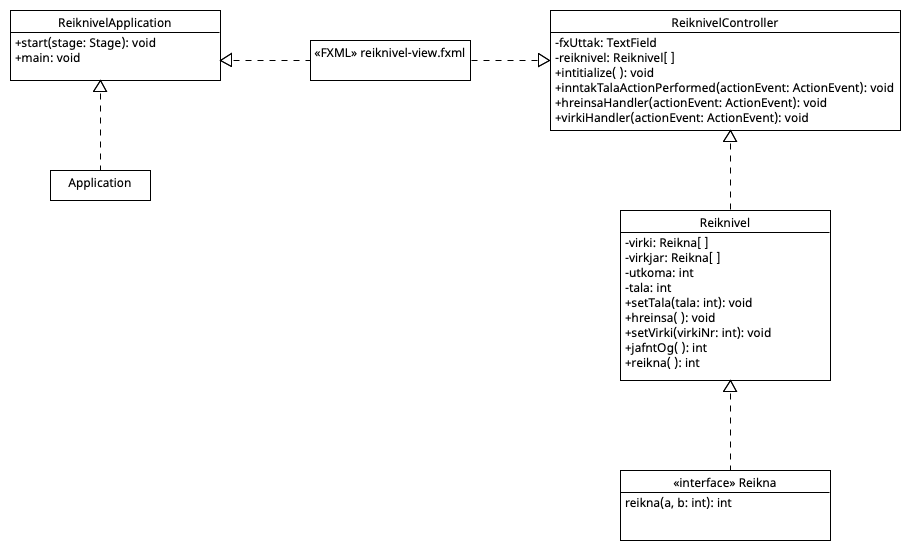 ReiknivelApplication
+start(stage: Stage): void
+main: void
Application
«FXML» reiknivel-view.fxml
ReiknivelController
-fxUttak: TextField
-reiknivel: Reiknivel[ ]
+intitialize( ): void
+inntakTalaActionPerformed(actionEvent: ActionEvent): void
+hreinsaHandler(actionEvent: ActionEvent): void
+virkiHandler(actionEvent: ActionEvent): void
Reiknivel
-virki: Reikna[ ]
-virkjar: Reikna[ ]
-utkoma: int
-tala: int
+setTala(tala: int): void
+hreinsa( ): void
+setVirki(virkiNr: int): void
+jafntOg( ): int
+reikna( ): int
«interface» Reikna
reikna(a, b: int): int